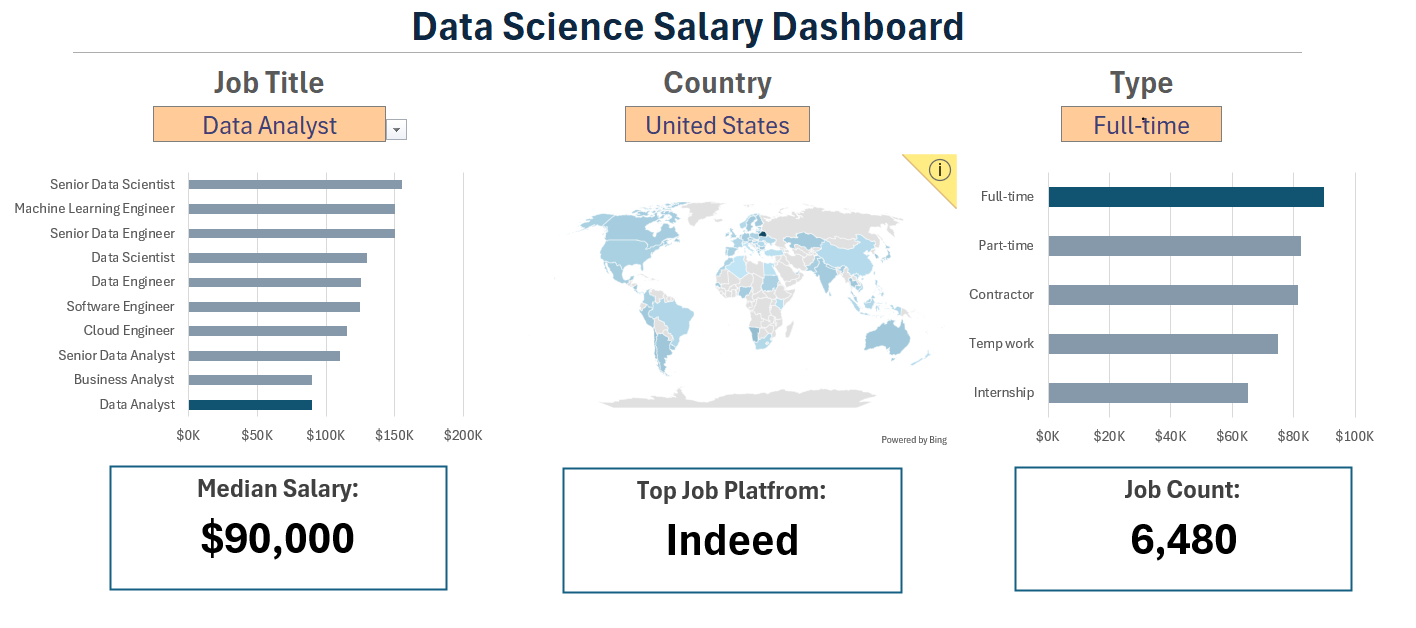 Data Science Salary Dashboard
Job Title
Data Analyst
Country
United States
Type
Full-time
Senior Data Scientist
Machine Learning Engineer
Senior Data Engineer
Data Scientist
Data Engineer
Software Engineer
Cloud Engineer
Senior Data Analyst
Business Analyst
Data Analyst
$0K $50K $100K $150K $200K
i
Powered by Bing
Full-time
Part-time
Contractor
Temp work
Internship
$0K $20K $40K $60K $80K $100K
Median Salary:
$90,000
Top Job Platfrom:
Indeed
Job Count:
6,480